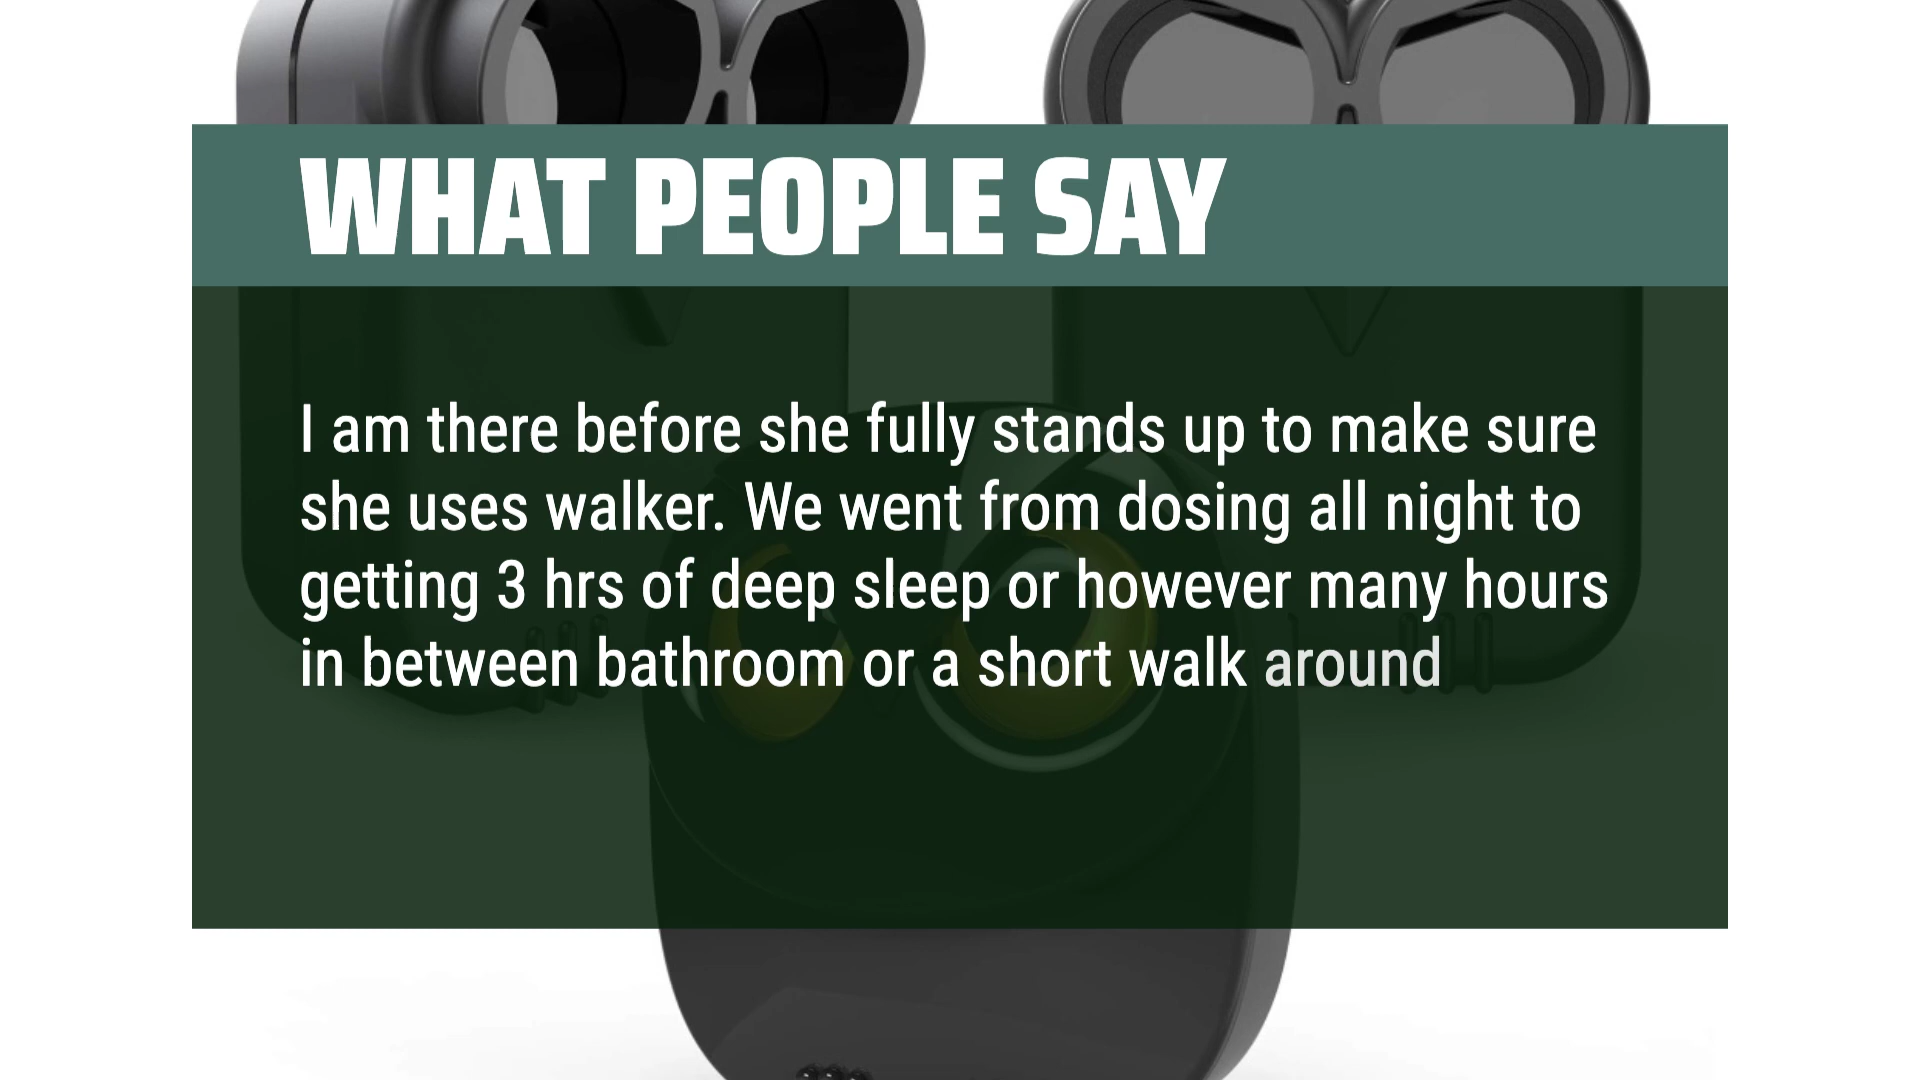 WHAT PEOPLE SAY
I am there before she fully stands up to make sure
she uses walker. We went from dosing all night to
getting 3 hrs of deep sleep or however many hours
in between bathroom or a short walk around